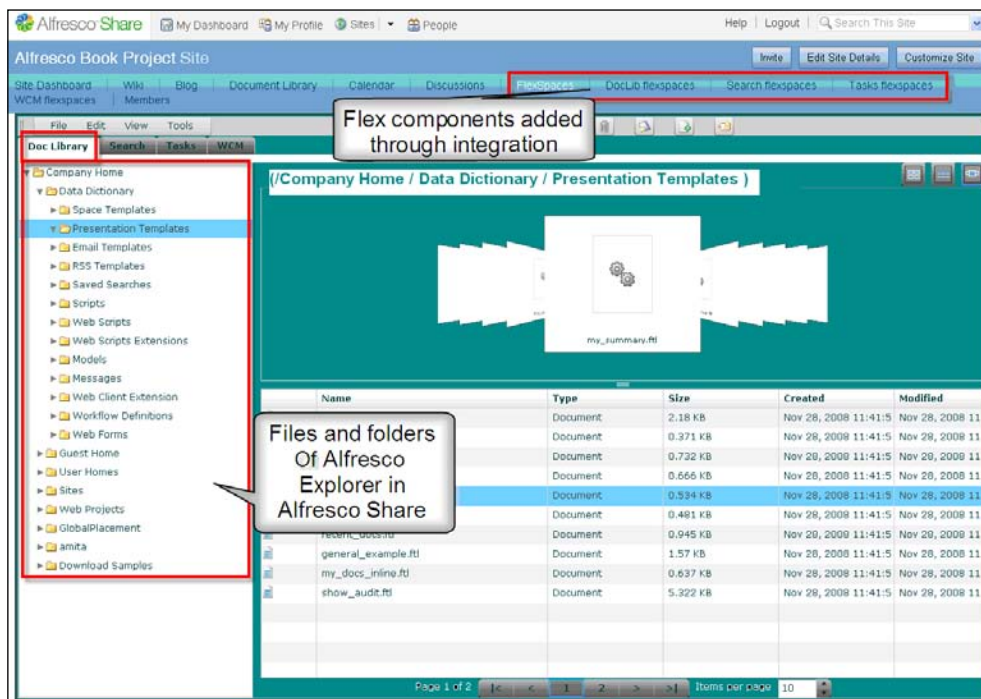 Alfresco Share My Dashboard My Profile Sites People Help Logout Search This Site
Alfresco Book Project Site Invite Edit Site Details Customize Site
Site Dashboard Wiki Blog Document Library Calendar Discussions FlexSpaces DocLib flexspaces Search flexspaces Tasks flexspaces
WCM flexspaces Members
File Edit View Tools
Flex components added
through integration
Doc Library Search Tasks WCM
(/Company Home / Data Dictionary / Presentation Templates )
Company Home
Data Dictionary
Space Templates
Presentation Templates
Email Templates
RSS Templates
Saved Searches
Scripts
Web Scripts
Web Scripts Extensions
Models
Messages
Web Client Extension
Workflow Definitions
Web Forms
Guest Home
User Homes
Sites
Web Projects
GlobalPlacement
amita
Download Samples
my_summary.ftl
Files and folders
Of Alfresco
Explorer in
Alfresco Share
Name Type Size Created Modified
Document 2.18 KB Nov 28, 2008 11:41:5 Nov 28, 2008 11
Document 0.371 KB Nov 28, 2008 11:41:5 Nov 28, 2008 11
Document 0.732 KB Nov 28, 2008 11:41:5 Nov 28, 2008 11
Document 0.666 KB Nov 28, 2008 11:41:5 Nov 28, 2008 11
Document 0.534 KB Nov 28, 2008 11:41:5 Nov 28, 2008 11
Document 0.481 KB Nov 28, 2008 11:41:5 Nov 28, 2008 11
recent_docs.ftl Document 0.945 KB Nov 28, 2008 11:41:5 Nov 28, 2008 11
general_example.ftl Document 1.57 KB Nov 28, 2008 11:41:5 Nov 28, 2008 11
my_docs_inline.ftl Document 0.637 KB Nov 28, 2008 11:41:5 Nov 28, 2008 11
show_audit.ftl Document 5.322 KB Nov 28, 2008 11:41:5 Nov 28, 2008 11
Page 1 of 2 |< < 1 2 > >| Items per page 10